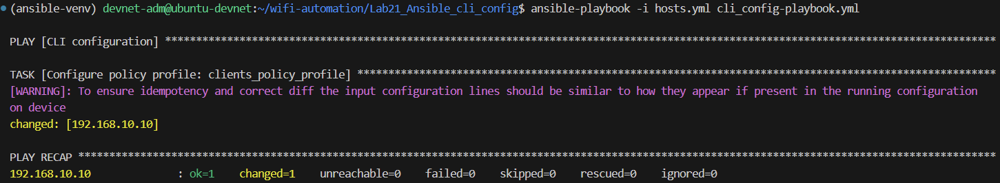 (ansible-venv) devnet-adm@ubuntu-devnet:~/wifi-automation/Lab21_Ansible_cli_config$ ansible-playbook -i hosts.yml cli_config-playbook.yml
PLAY [CLI configuration] ****************************************************************************************************************************************
TASK [Configure policy profile: clients_policy_profile] *********************************************************************************************************
[WARNING]: To ensure idempotency and correct diff the input configuration lines should be similar to how they appear if present in the running configuration
on device
changed: [192.168.10.10]
PLAY RECAP ******************************************************************************************************************************************************
192.168.10.10              : ok=1    changed=1    unreachable=0    failed=0    skipped=0    rescued=0    ignored=0